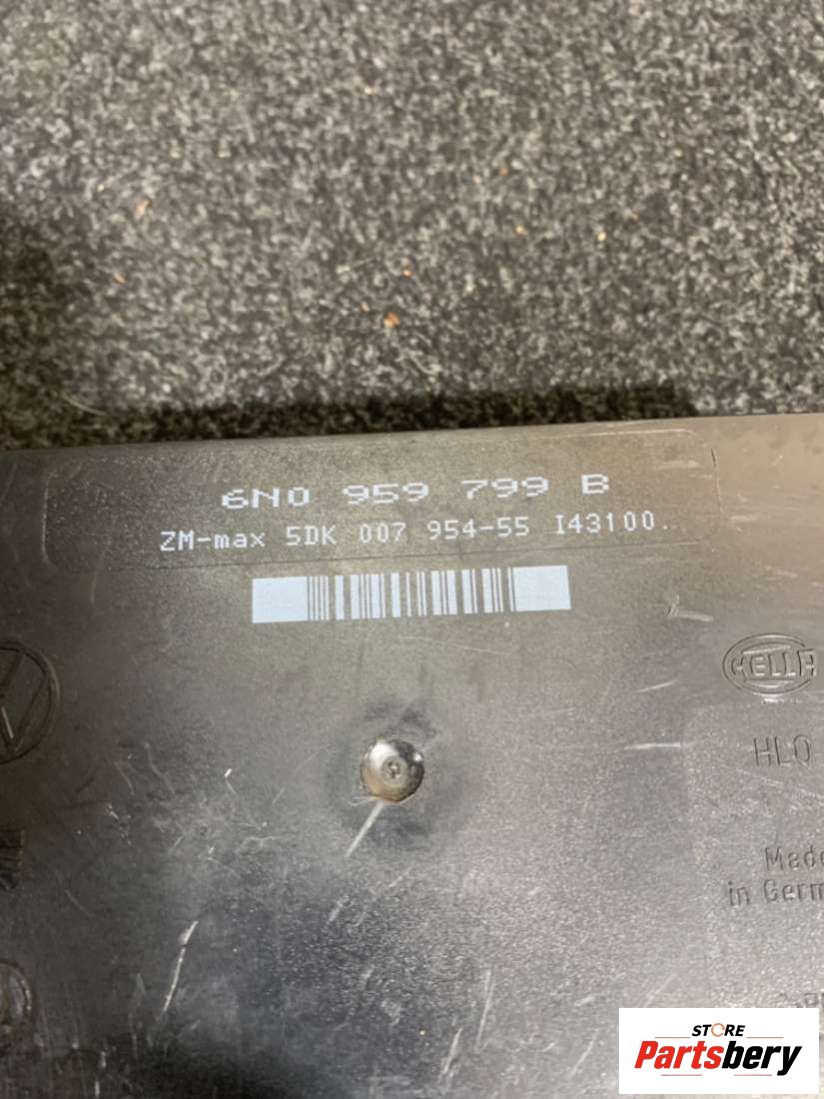 6N0 959 799 B
ZM-max 5DK 007 954-55 I43100.
HELLA
HLO
Made
in Germ
STORE
Partsbery